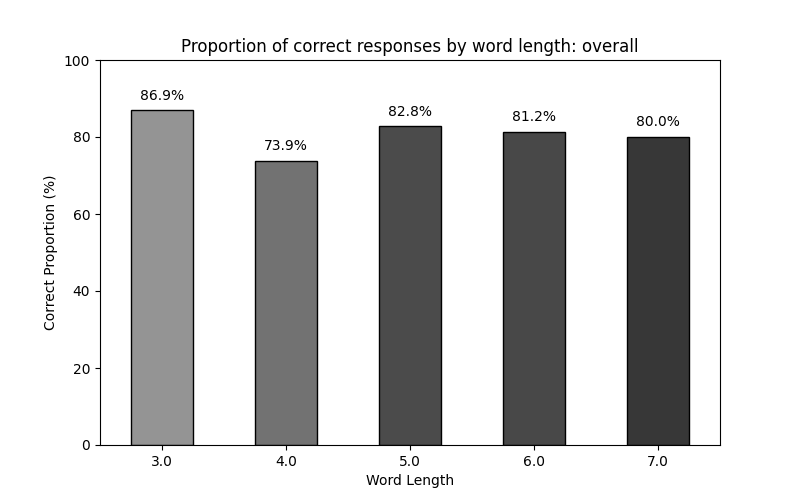 Proportion of correct responses by word length: overall
100
80
60
40
20
0
Correct Proportion (%)
86.9%
73.9%
82.8%
81.2%
80.0%
3.0 4.0 5.0 6.0 7.0
Word Length